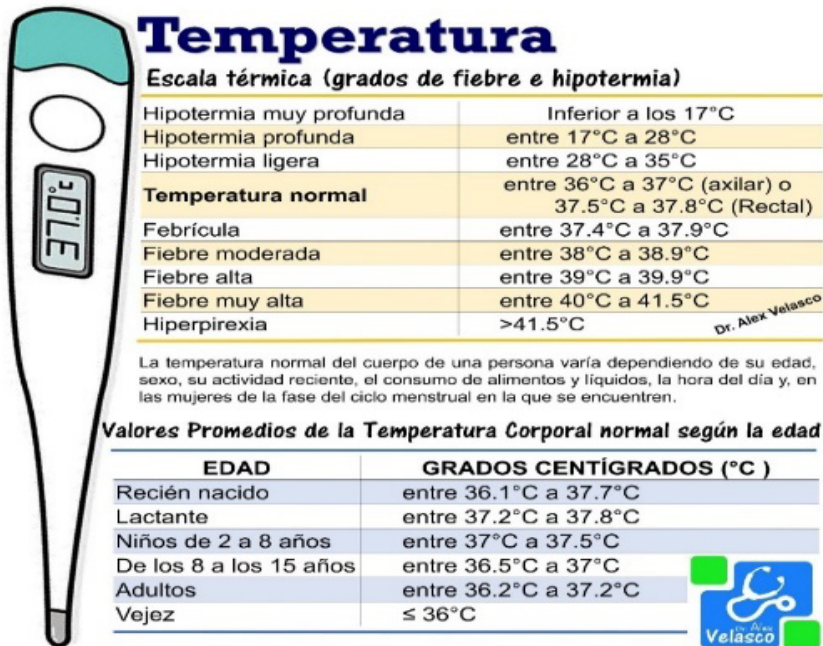 Temperatura
Escala térmica (grados de fiebre e hipotermia)
Hipotermia muy profunda Inferior a los 17°C
Hipotermia profunda entre 17°C a 28°C
Hipotermia ligera entre 28°C a 35°C
Temperatura normal entre 36°C a 37°C (axilar) o
37.5°C a 37.8°C (Rectal)
Febrícula entre 37.4°C a 37.9°C
Fiebre moderada entre 38°C a 38.9°C
Fiebre alta entre 39°C a 39.9°C
Fiebre muy alta entre 40°C a 41.5°C
Hiperpirexia >41.5°C
Dr. Alex Velasco
37.0°C
La temperatura normal del cuerpo de una persona varía dependiendo de su edad,
sexo, su actividad reciente, el consumo de alimentos y líquidos, la hora del día y, en
las mujeres de la fase del ciclo menstrual en la que se encuentren.
Valores Promedios de la Temperatura Corporal normal según la edad
EDAD GRADOS CENTÍGRADOS (°C )
Recién nacido entre 36.1°C a 37.7°C
Lactante entre 37.2°C a 37.8°C
Niños de 2 a 8 años entre 37°C a 37.5°C
De los 8 a los 15 años entre 36.5°C a 37°C
Adultos entre 36.2°C a 37.2°C
Vejez ≤ 36°C
Dr. Alex
Velasco